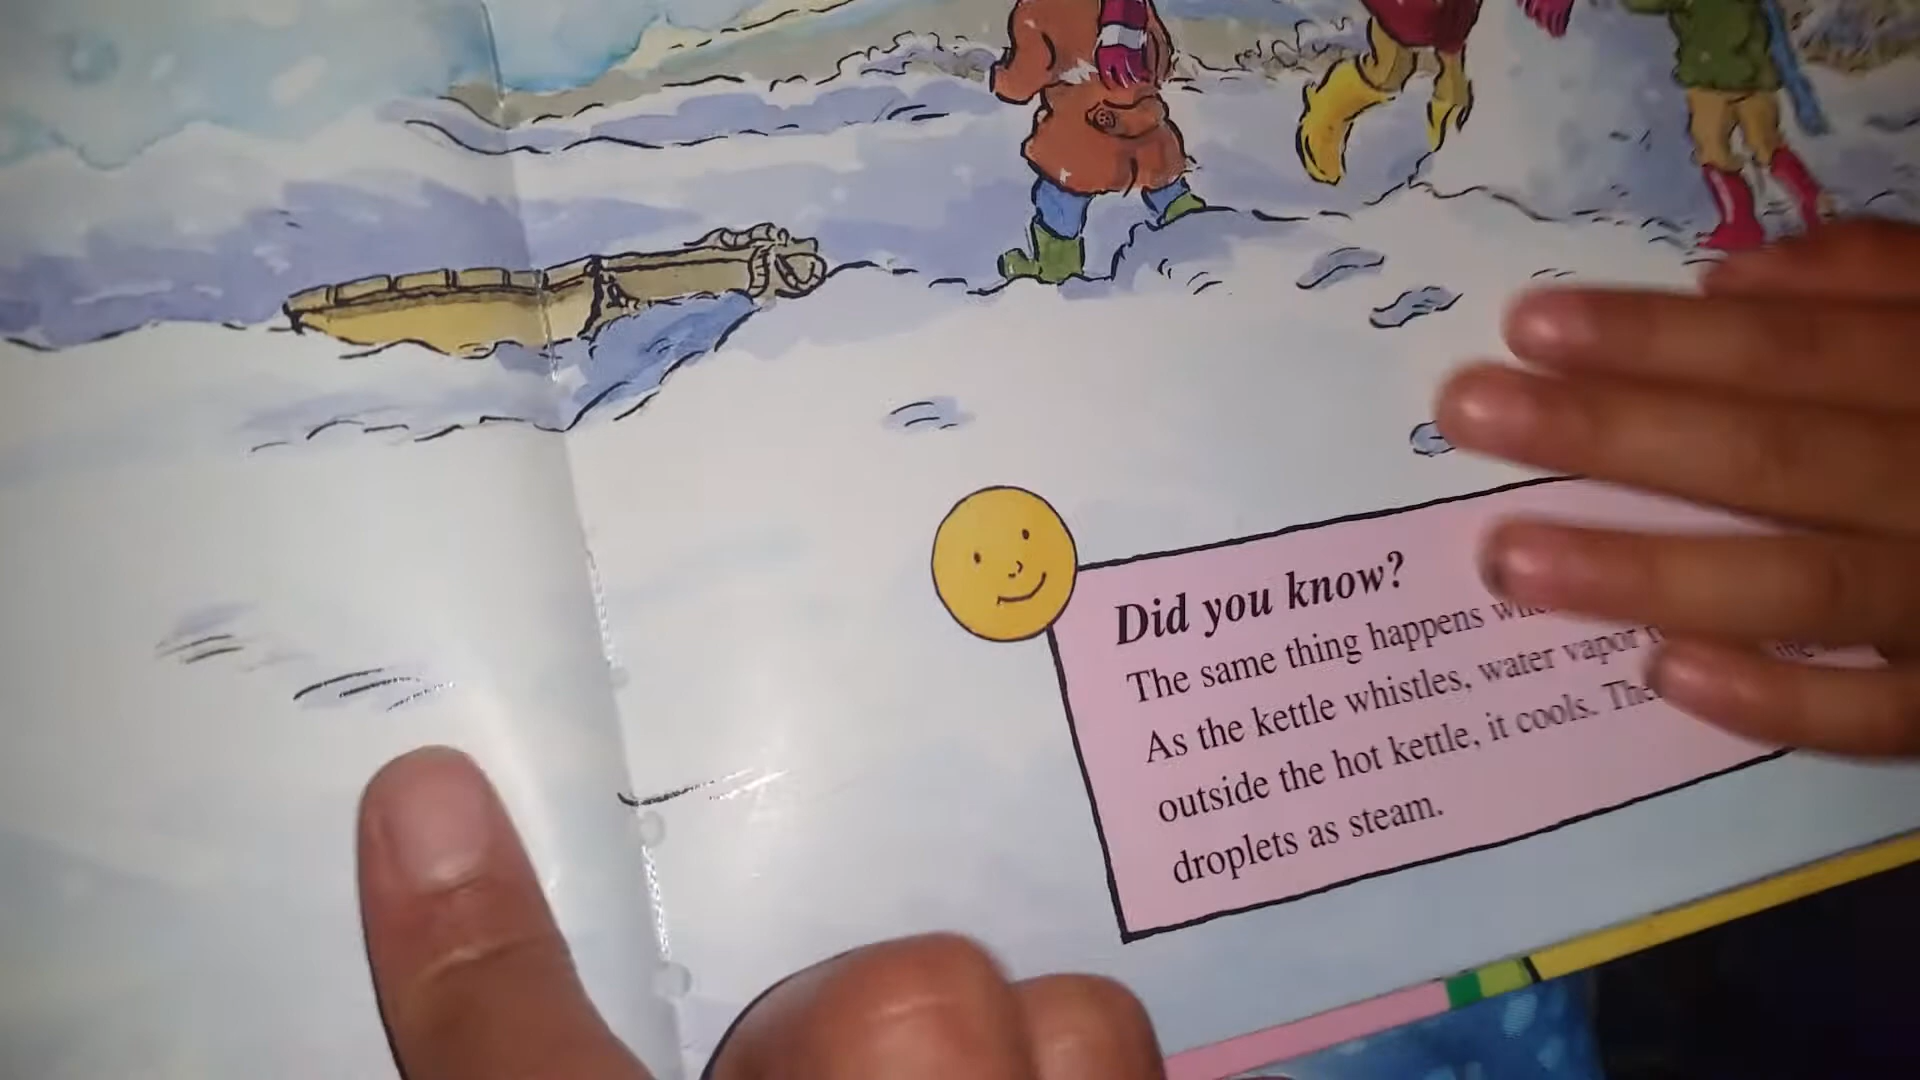 Did you know?
The same thing happens
As the kettle whistles, water vapor
outside the hot kettle, it cools.
droplets as steam.